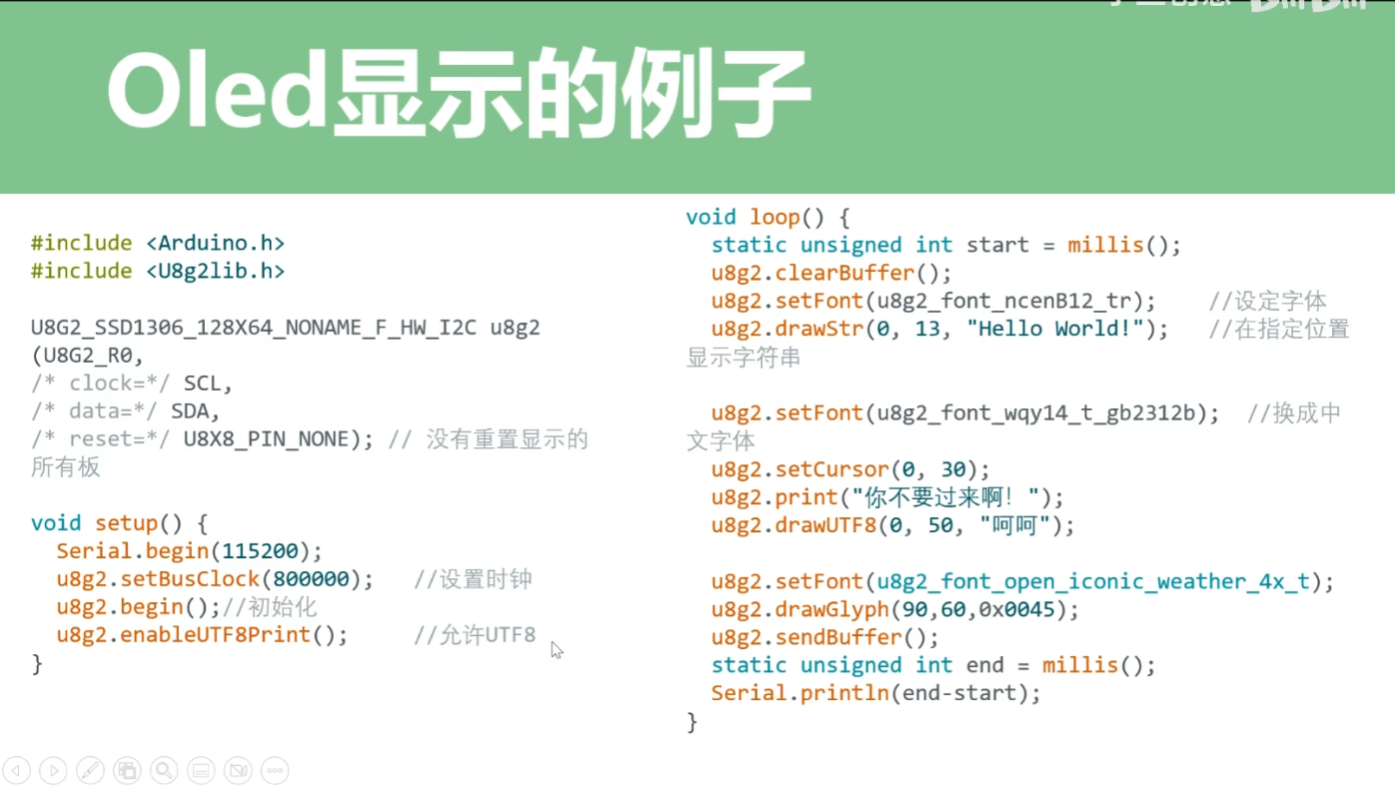 Oled显示的例子
#include <Arduino.h>
#include <U8g2lib.h>
U8G2_SSD1306_128X64_NONAME_F_HW_I2C u8g2
(U8G2_R0,
/* clock=*/ SCL,
/* data=*/ SDA,
/* reset=*/ U8X8_PIN_NONE); // 没有重置显示的
所有板
void setup() {
Serial.begin(115200);
u8g2.setBusClock(800000); //设置时钟
u8g2.begin();//初始化
u8g2.enableUTF8Print(); //允许UTF8
}
void loop() {
static unsigned int start = millis();
u8g2.clearBuffer();
u8g2.setFont(u8g2_font_ncenB12_tr); //设定字体
u8g2.drawStr(0, 13, "Hello World!"); //在指定位置
显示字符串
u8g2.setFont(u8g2_font_wqy14_t_gb2312b); //换成中
文字体
u8g2.setCursor(0, 30);
u8g2.print("你不要过来啊！");
u8g2.drawUTF8(0, 50, "呵呵");
u8g2.setFont(u8g2_font_open_iconic_weather_4x_t);
u8g2.drawGlyph(90,60,0x0045);
u8g2.sendBuffer();
static unsigned int end = millis();
Serial.println(end-start);
}